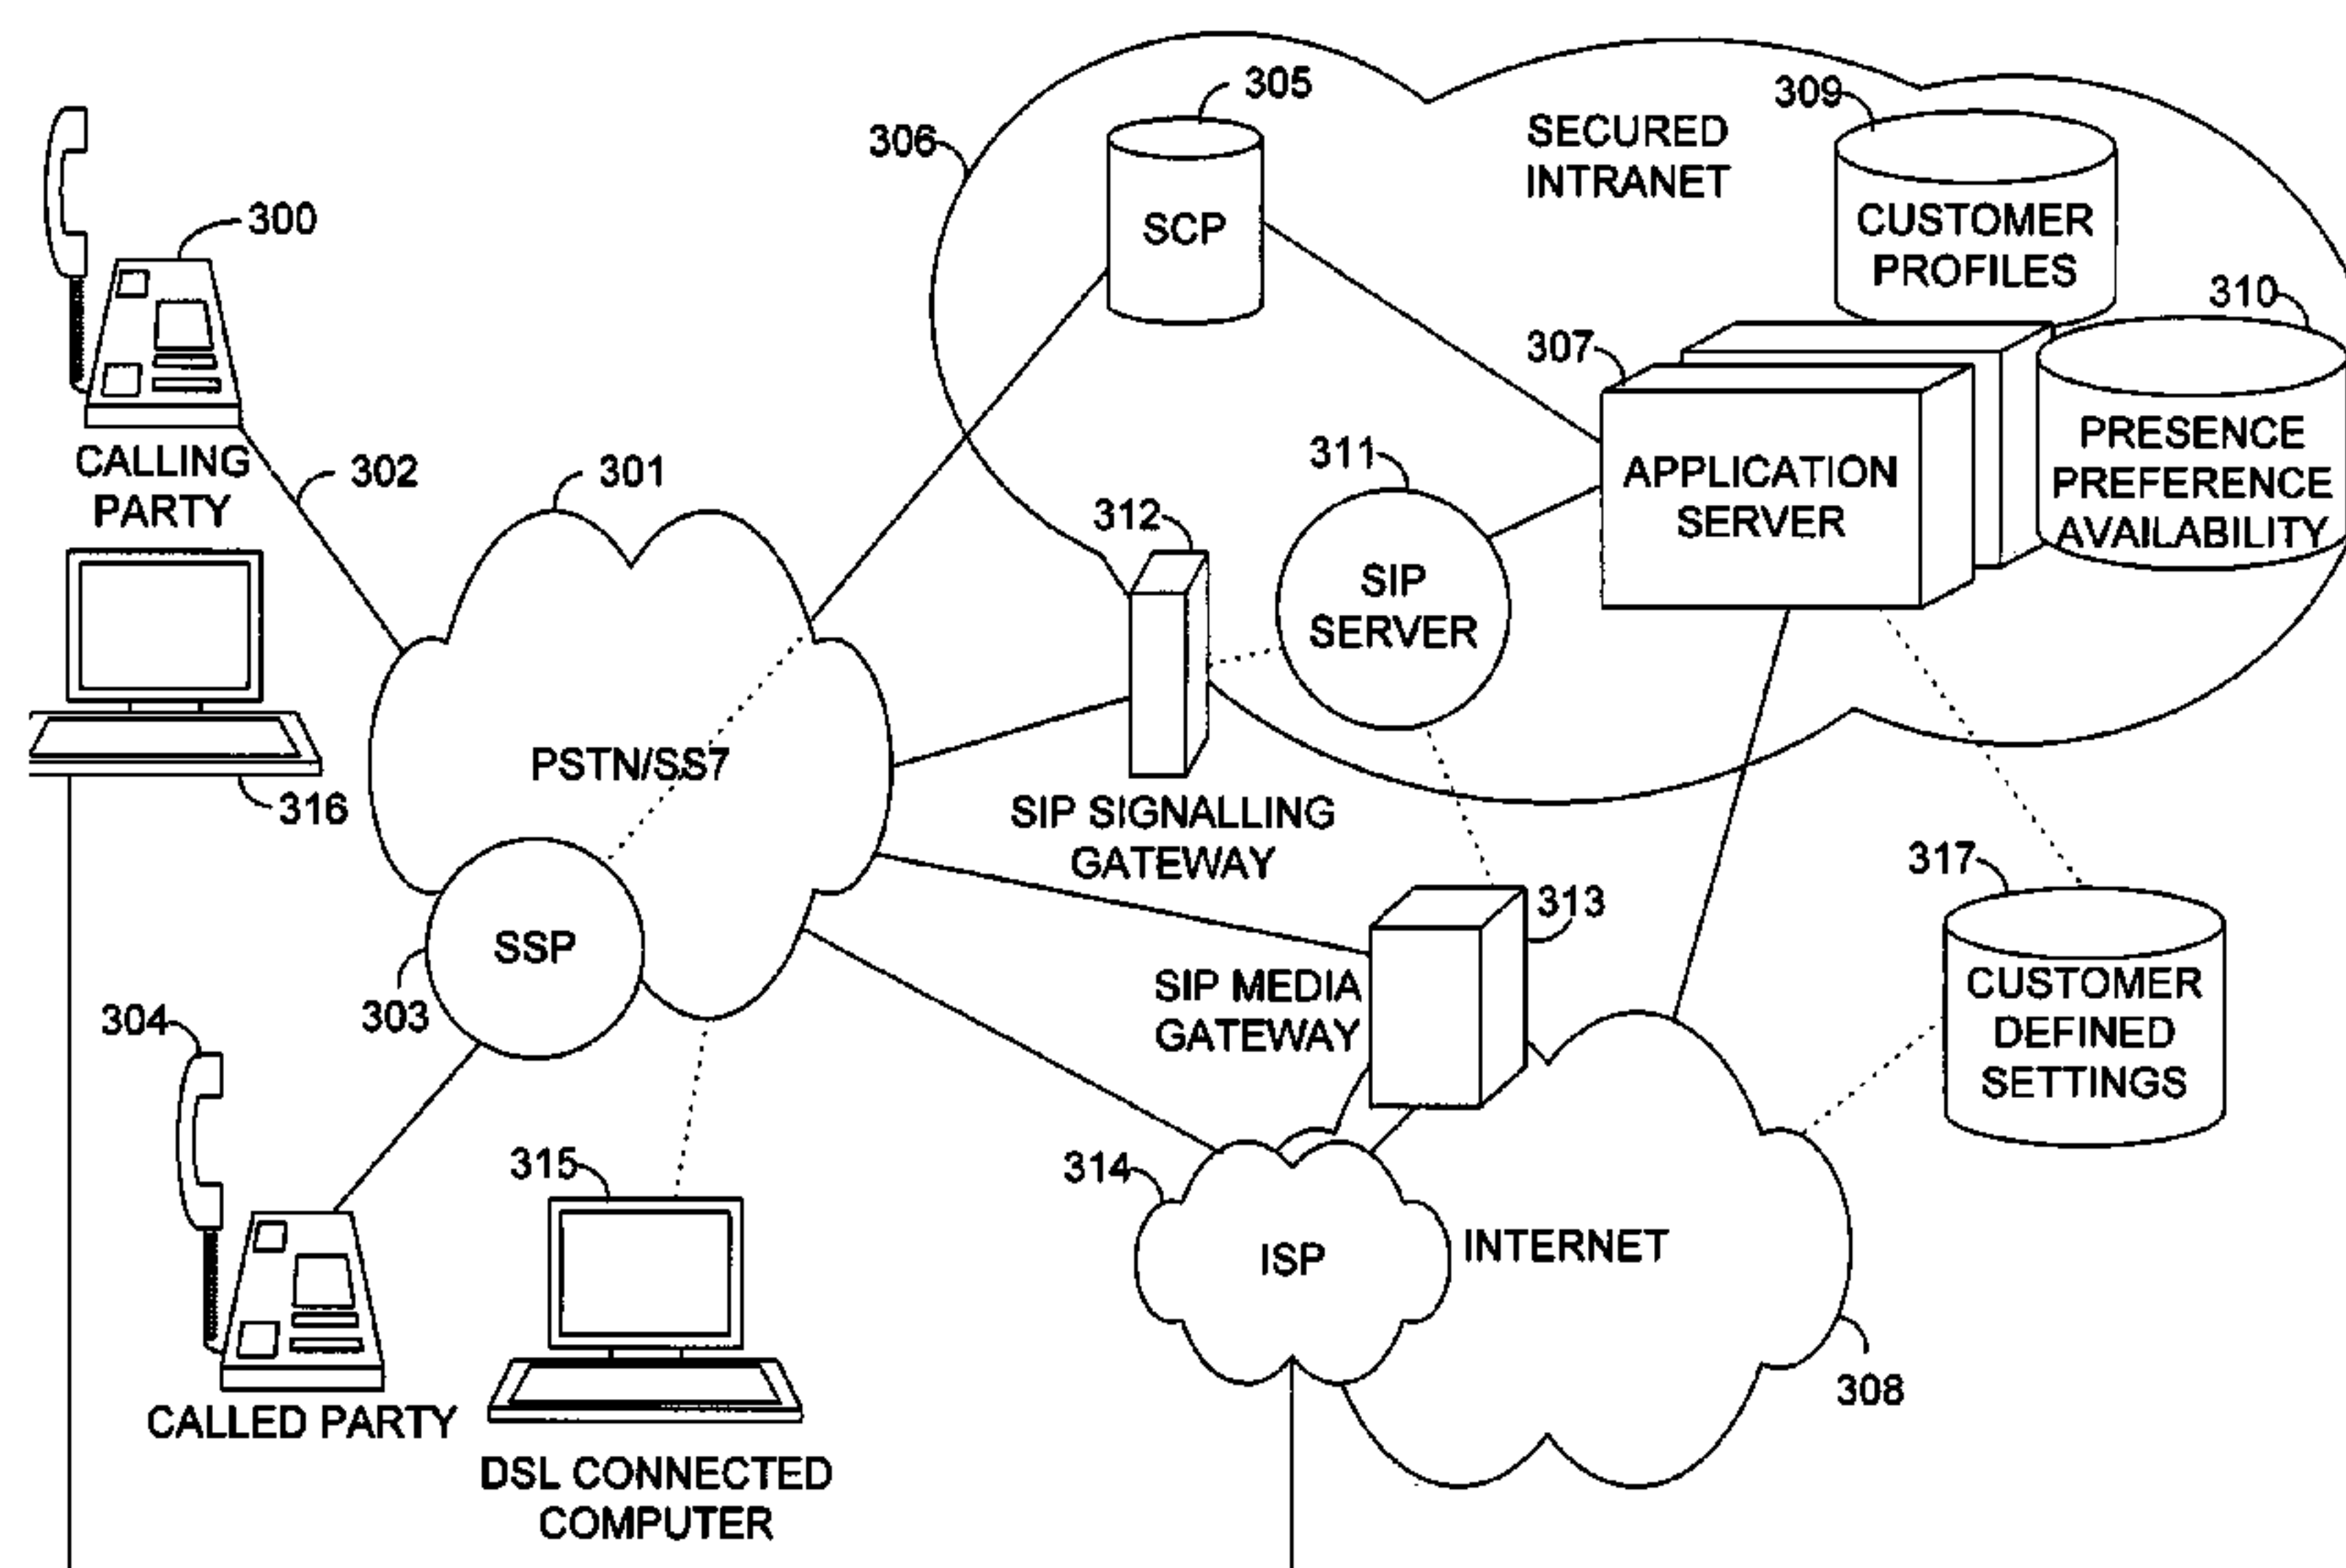 305
309
306
SECURED
INTRANET
SCP
CUSTOMER
PROFILES
300
310
307
CALLING
PARTY
302
301
311
APPLICATION
SERVER
PRESENCE
PREFERENCE
AVAILABILITY
312
SIP
SERVER
PSTN/SS7
316
SIP SIGNALLING
GATEWAY
317
313
SSP
303
304
SIP MEDIA
GATEWAY
CUSTOMER
DEFINED
SETTINGS
315
314
ISP
INTERNET
308
CALLED PARTY
DSL CONNECTED
COMPUTER